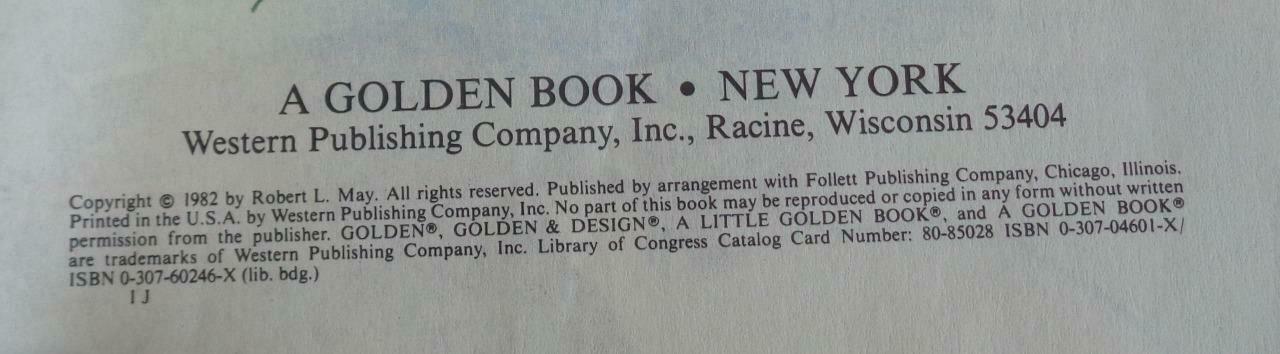 A GOLDEN BOOK • NEW YORK
Western Publishing Company, Inc., Racine, Wisconsin 53404
Copyright © 1982 by Robert L. May. All rights reserved. Published by arrangement with Follett Publishing Company, Chicago, Illinois.
Printed in the U.S.A. by Western Publishing Company, Inc. No part of this book may be reproduced or copied in any form without written
permission from the publisher. GOLDEN®, GOLDEN & DESIGN®, A LITTLE GOLDEN BOOK®, and A GOLDEN BOOK®
are trademarks of Western Publishing Company, Inc. Library of Congress Catalog Card Number: 80-85028 ISBN 0-307-04601-X/
ISBN 0-307-60246-X (lib. bdg.)
I J